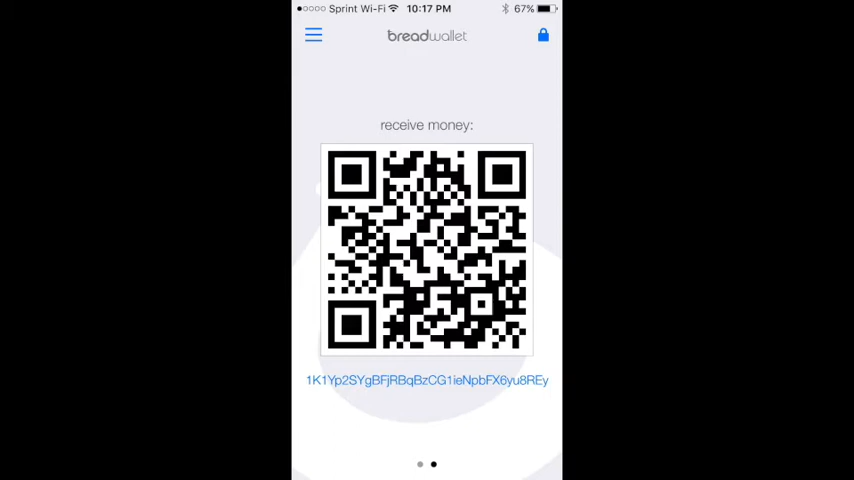 Sprint Wi-Fi 10:17 PM 67%
breadwallet
receive money:
1K1Yp2SYgBFjRBqBzCG1ieNpbFX6yu8REy